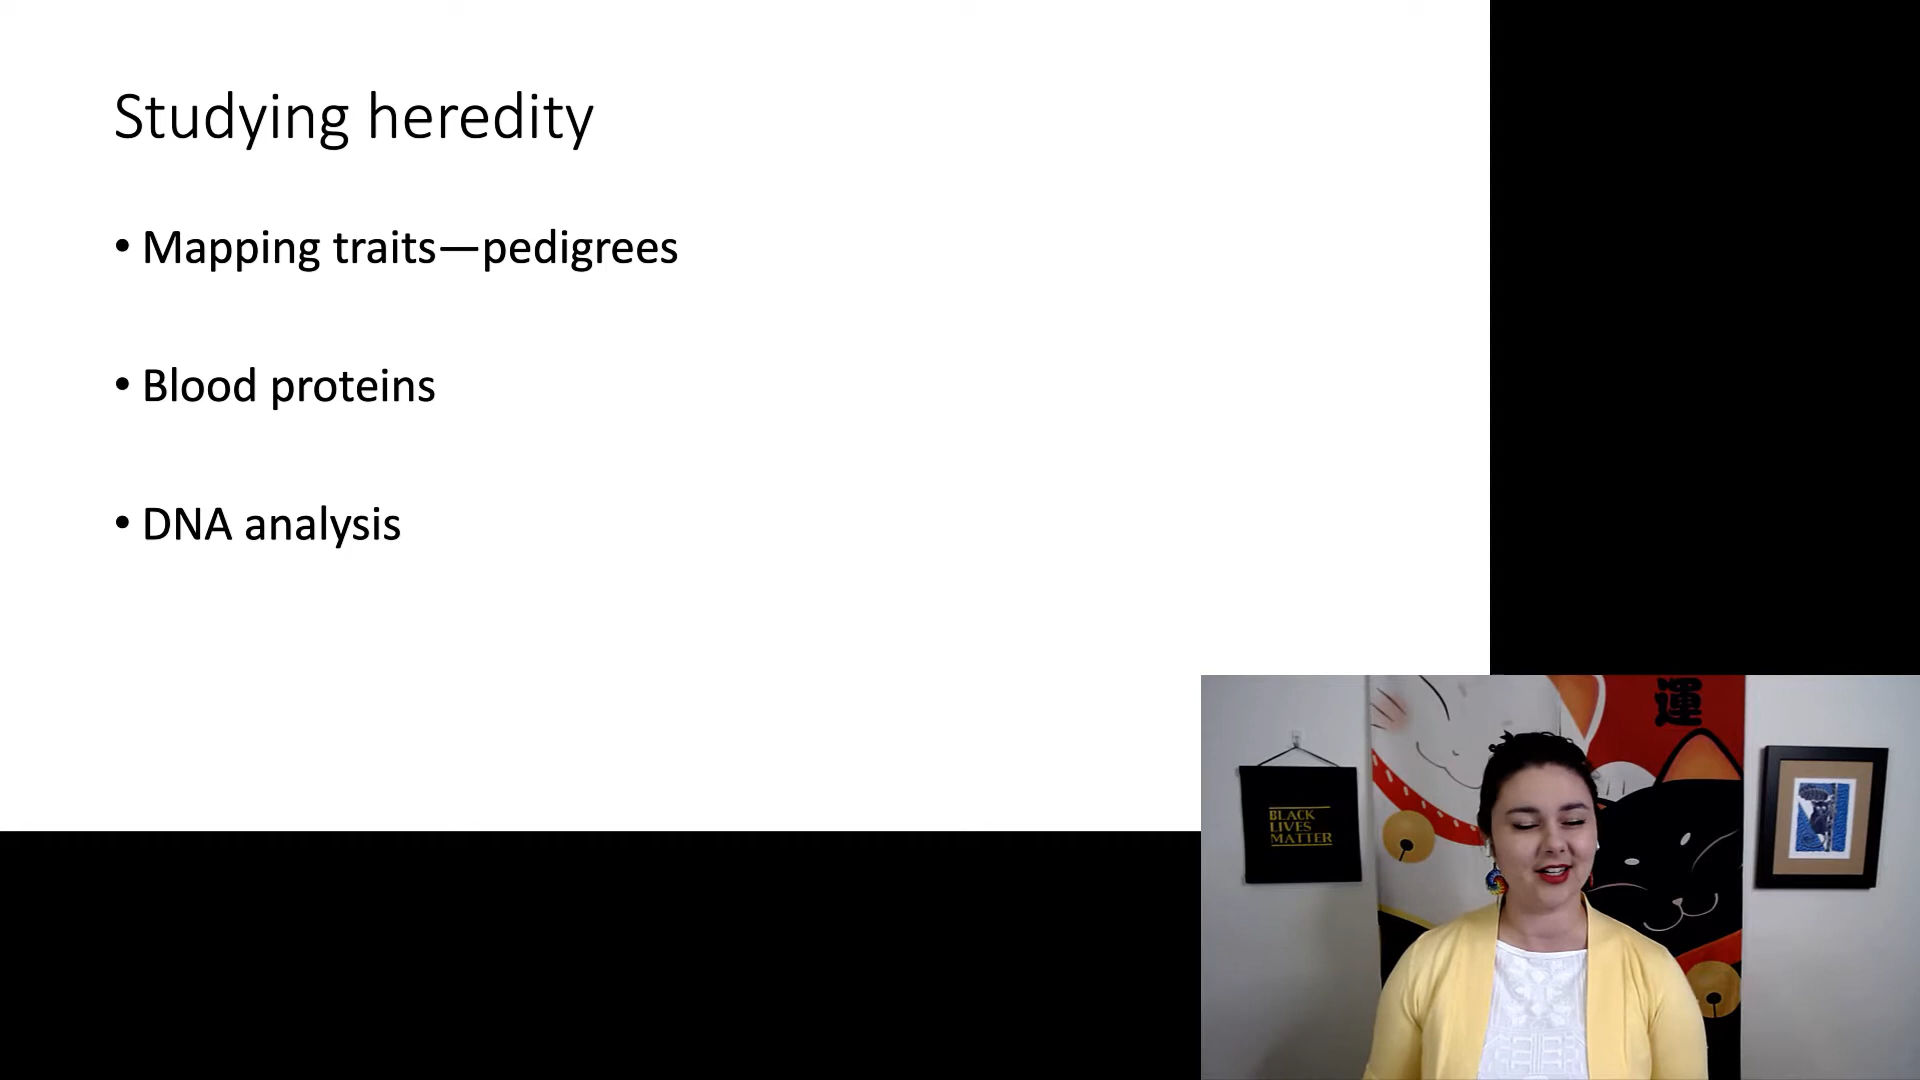 Studying heredity
• Mapping traits—pedigrees
• Blood proteins
• DNA analysis
運
BLACK
LIVES
MATTER